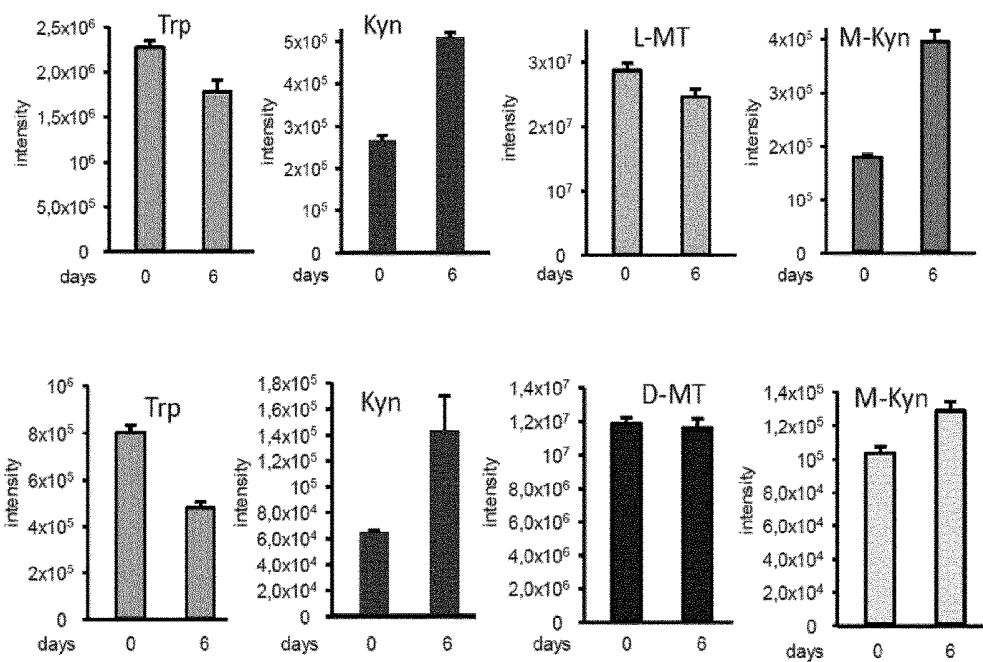 Trp
intensity
2,5x10⁶
2,0x10⁶
1,5x10⁶
10⁶
5,0x10⁵
0
days 0 6
Kyn
intensity
5x10⁵
4x10⁵
3x10⁵
2x10⁵
10⁵
0
0 6
L-MT
intensity
3x10⁷
2x10⁷
10⁷
0
days 0 6
M-Kyn
intensity
4x10⁵
3x10⁵
2x10⁵
10⁵
0
0 6
Trp
intensity
10⁶
8x10⁵
6x10⁵
4x10⁵
2x10⁵
0
days 0 6
Kyn
intensity
1,8x10⁵
1,6x10⁵
1,4x10⁵
1,2x10⁵
10⁵
8,0x10⁴
6,0x10⁴
4,0x10⁴
2,0x10⁴
0
0 6
D-MT
intensity
1,4x10⁷
1,2x10⁷
10⁷
8,0x10⁶
6,0x10⁶
4,0x10⁶
2,0x10⁶
0
days 0 6
M-Kyn
intensity
1,4x10⁵
1,2x10⁵
10⁵
8,0x10⁴
6,0x10⁴
4,0x10⁴
2,0x10⁴
0
days 0 6